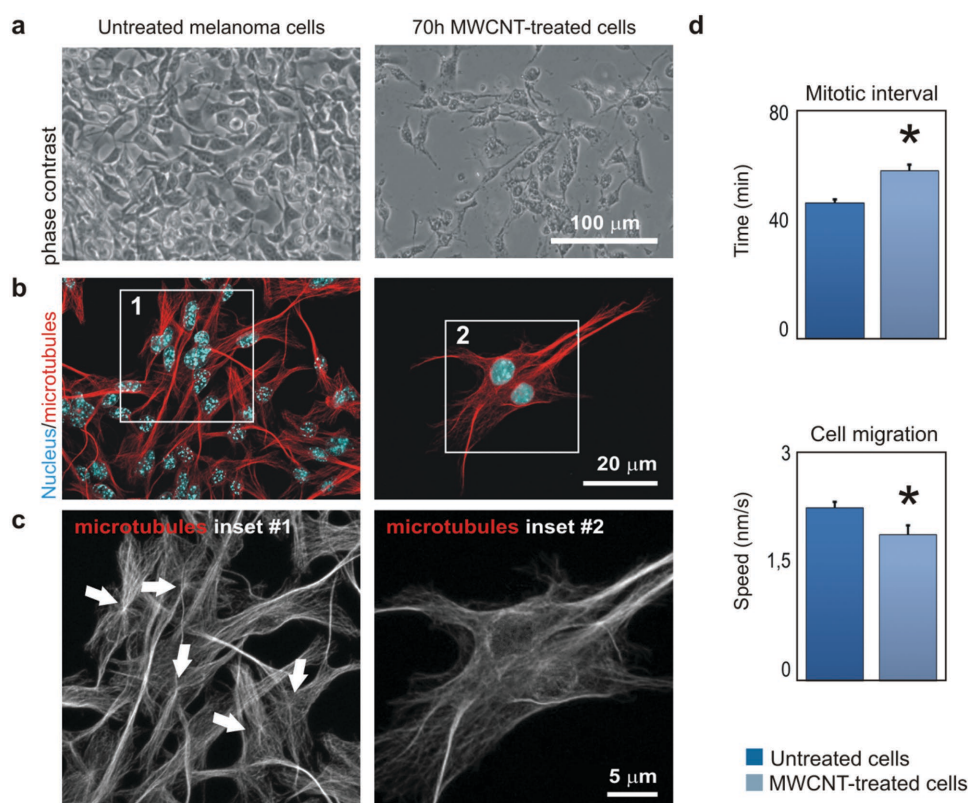 a
Untreated melanoma cells
70h MWCNT-treated cells
phase contrast
100 μm
b
Nucleus/microtubules
1
2
20 μm
c
microtubules inset #1
microtubules inset #2
5 μm
d
Mitotic interval
80
40
0
Time (min)
*
Cell migration
3
1,5
0
Speed (nm/s)
*
Untreated cells
MWCNT-treated cells